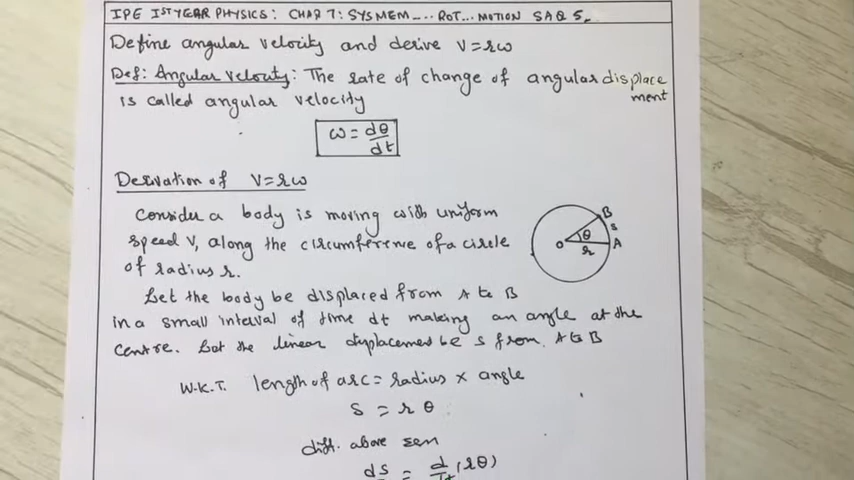 IPE IST YEAR PHYSICS: CHAP 7: SYSMEM... ROT.. MOTION SAQ 5.
Define angular velocity and derive V=rω
Def: Angular velouty: The rate of change of angular displace
ment
is called angular velocity
ω = dθ/dt
Derivation of V=rω
Consider a body is moving with uniform
speed V, along the circumference of a circle
of radius r.
B
S
θ
O
A
r
Let the body be displaced from A to B
in a small interval of time dt making an angle at the
centre. Let the linear displacement be s from A to B
W.K.T. length of arc = radius × angle
S = r θ
diff. above eqn
ds = d (rθ)